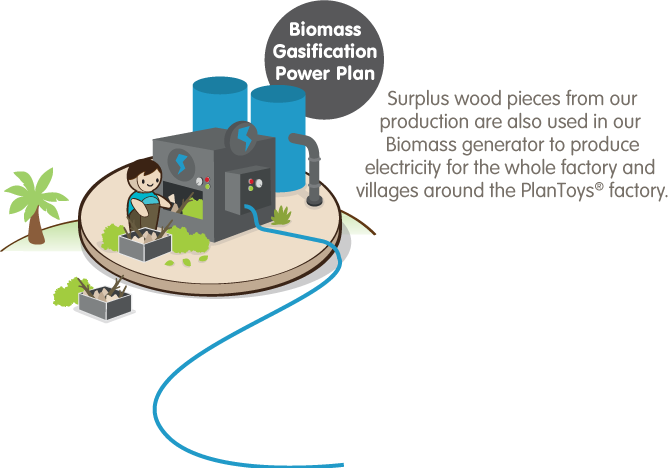 Biomass
Gasification
Power Plan
Surplus wood pieces from our
production are also used in our
Biomass generator to produce
electricity for the whole factory and
villages around the PlanToys® factory.